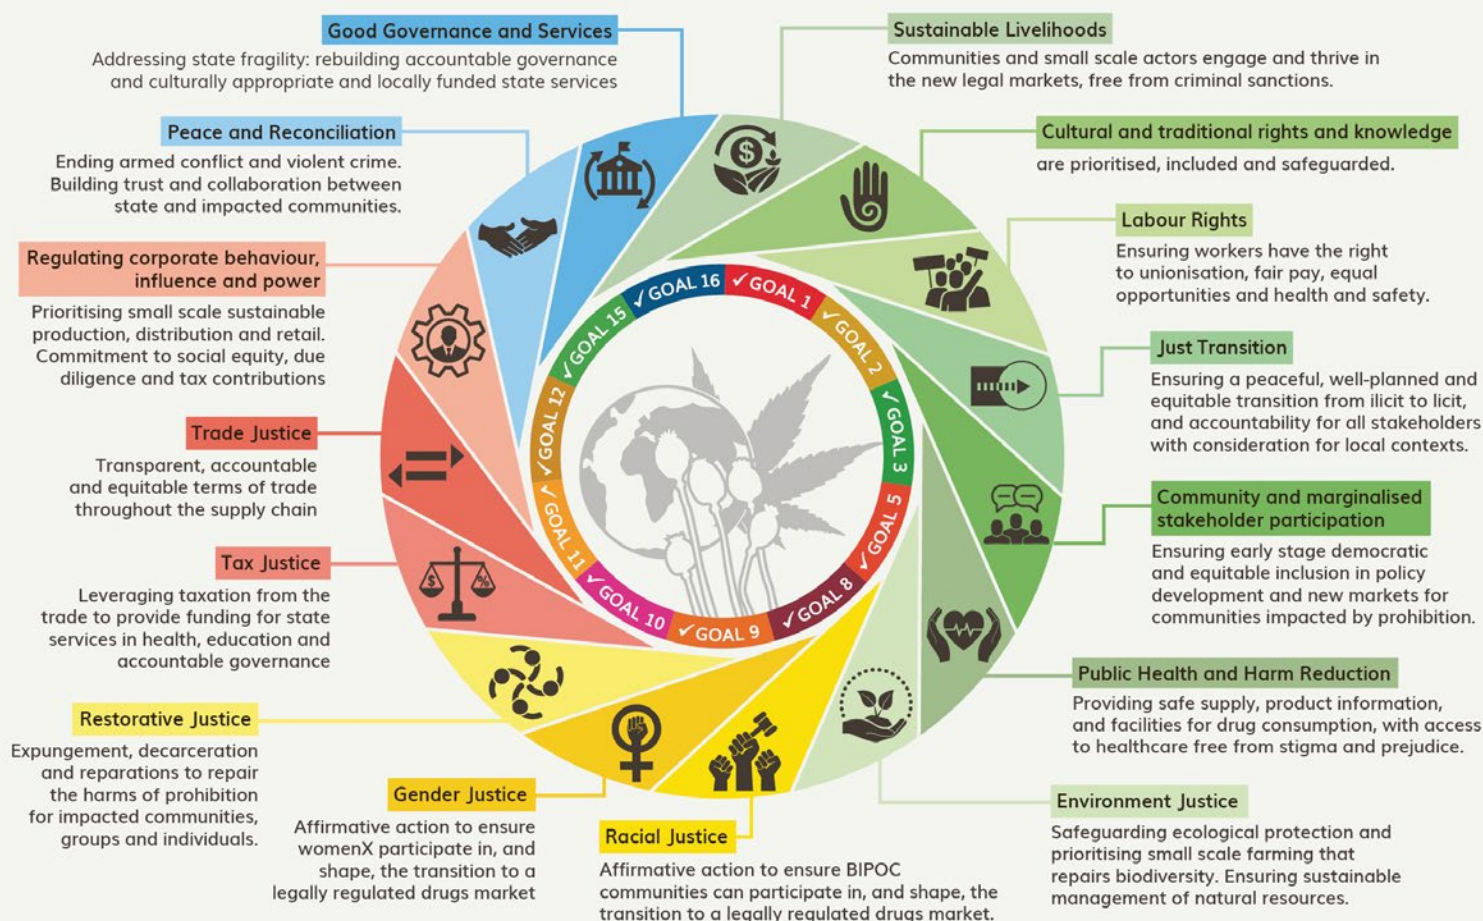 Good Governance and Services
Addressing state fragility: rebuilding accountable governance
and culturally appropriate and locally funded state services
Peace and Reconciliation
Ending armed conflict and violent crime.
Building trust and collaboration between
state and impacted communities.
Regulating corporate behaviour,
influence and power
Prioritising small scale sustainable
production, distribution and retail.
Commitment to social equity, due
diligence and tax contributions
Trade Justice
Transparent, accountable
and equitable terms of trade
throughout the supply chain
Tax Justice
Leveraging taxation from the
trade to provide funding for state
services in health, education and
accountable governance
Restorative Justice
Expungement, decarceration
and reparations to repair
the harms of prohibition
for impacted communities,
groups and individuals.
Gender Justice
Affirmative action to ensure
womenX participate in, and
shape, the transition to a
legally regulated drugs market
Racial Justice
Affirmative action to ensure BIPOC
communities can participate in, and shape, the
transition to a legally regulated drugs market.
Sustainable Livelihoods
Communities and small scale actors engage and thrive in
the new legal markets, free from criminal sanctions.
Cultural and traditional rights and knowledge
are prioritised, included and safeguarded.
Labour Rights
Ensuring workers have the right
to unionisation, fair pay, equal
opportunities and health and safety.
Just Transition
Ensuring a peaceful, well-planned and
equitable transition from ilicit to licit,
and accountability for all stakeholders
with consideration for local contexts.
Community and marginalised
stakeholder participation
Ensuring early stage democratic
and equitable inclusion in policy
development and new markets for
communities impacted by prohibition.
Public Health and Harm Reduction
Providing safe supply, product information,
and facilities for drug consumption, with access
to healthcare free from stigma and prejudice.
Environment Justice
Safeguarding ecological protection and
prioritising small scale farming that
repairs biodiversity. Ensuring sustainable
management of natural resources.
✓ GOAL 1
✓ GOAL 2
✓ GOAL 3
✓ GOAL 5
✓ GOAL 8
✓ GOAL 9
✓ GOAL 10
✓ GOAL 11
✓ GOAL 12
✓ GOAL 15
✓ GOAL 16
$
$
%